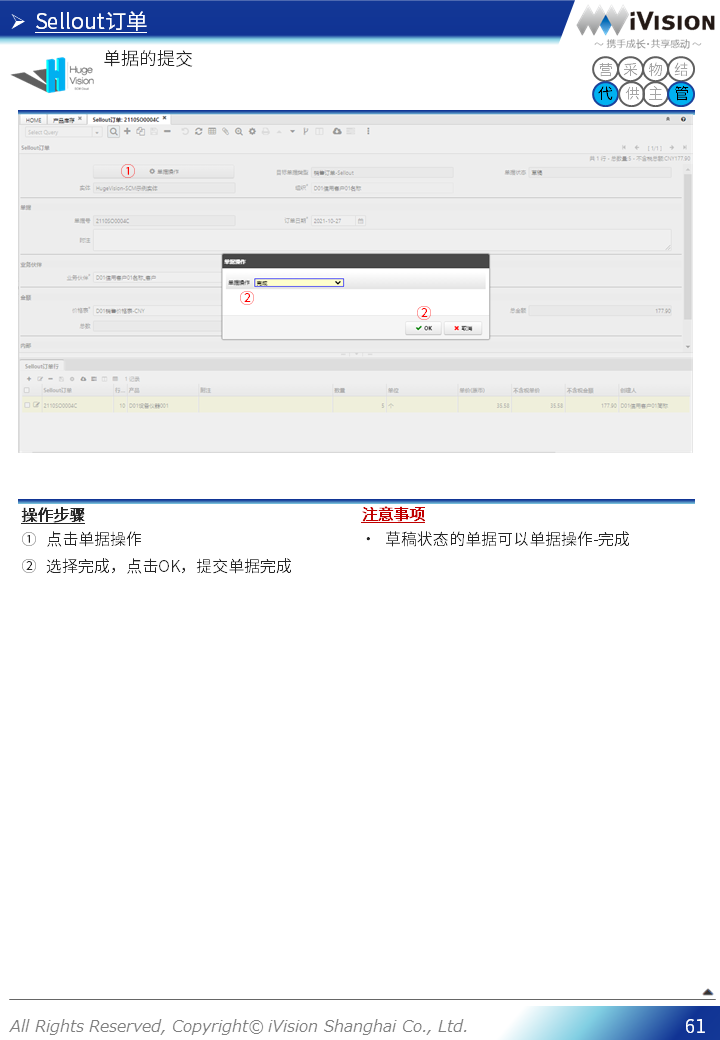 ➢ Sellout订单
iVISION
～ 携手成长·共享感动 ～
Huge
Vision
单据的提交
营 采 物 结
代 供 主 管
HOME 产品库存 Sellout订单: 2110SO0004C
Select Query
Sellout订单
[1/1]
共 1 行 - 总数量:5 - 不含税总额:CNY177.90
① 单据操作
目标单据类型 销售订单-Sellout
单据状态 草稿
实体 HugeVision-SCM示例实体
组织* D01信用客户01名称
单据
单据号 2110SO0004C
订单日期* 2021-10-27
附注
业务伙伴
业务伙伴* D01信用客户01名称_客户
金额
价格表* D01销售价格表-CNY
总金额 177.90
总额
单据操作
单据操作 完成
②
②
OK 取消
Sellout订单行
1 记录
Sellout订单 行... 产品 附注 数量 单位 单价(原币) 不含税单价 不含税金额 创建人
2110SO0004C 10 D01设备仪器001 5 个 35.58 35.58 177.90 D01信用客户01复制
操作步骤
① 点击单据操作
② 选择完成，点击OK，提交单据完成
注意事项
• 草稿状态的单据可以单据操作-完成
All Rights Reserved, Copyright© iVision Shanghai Co., Ltd.
61